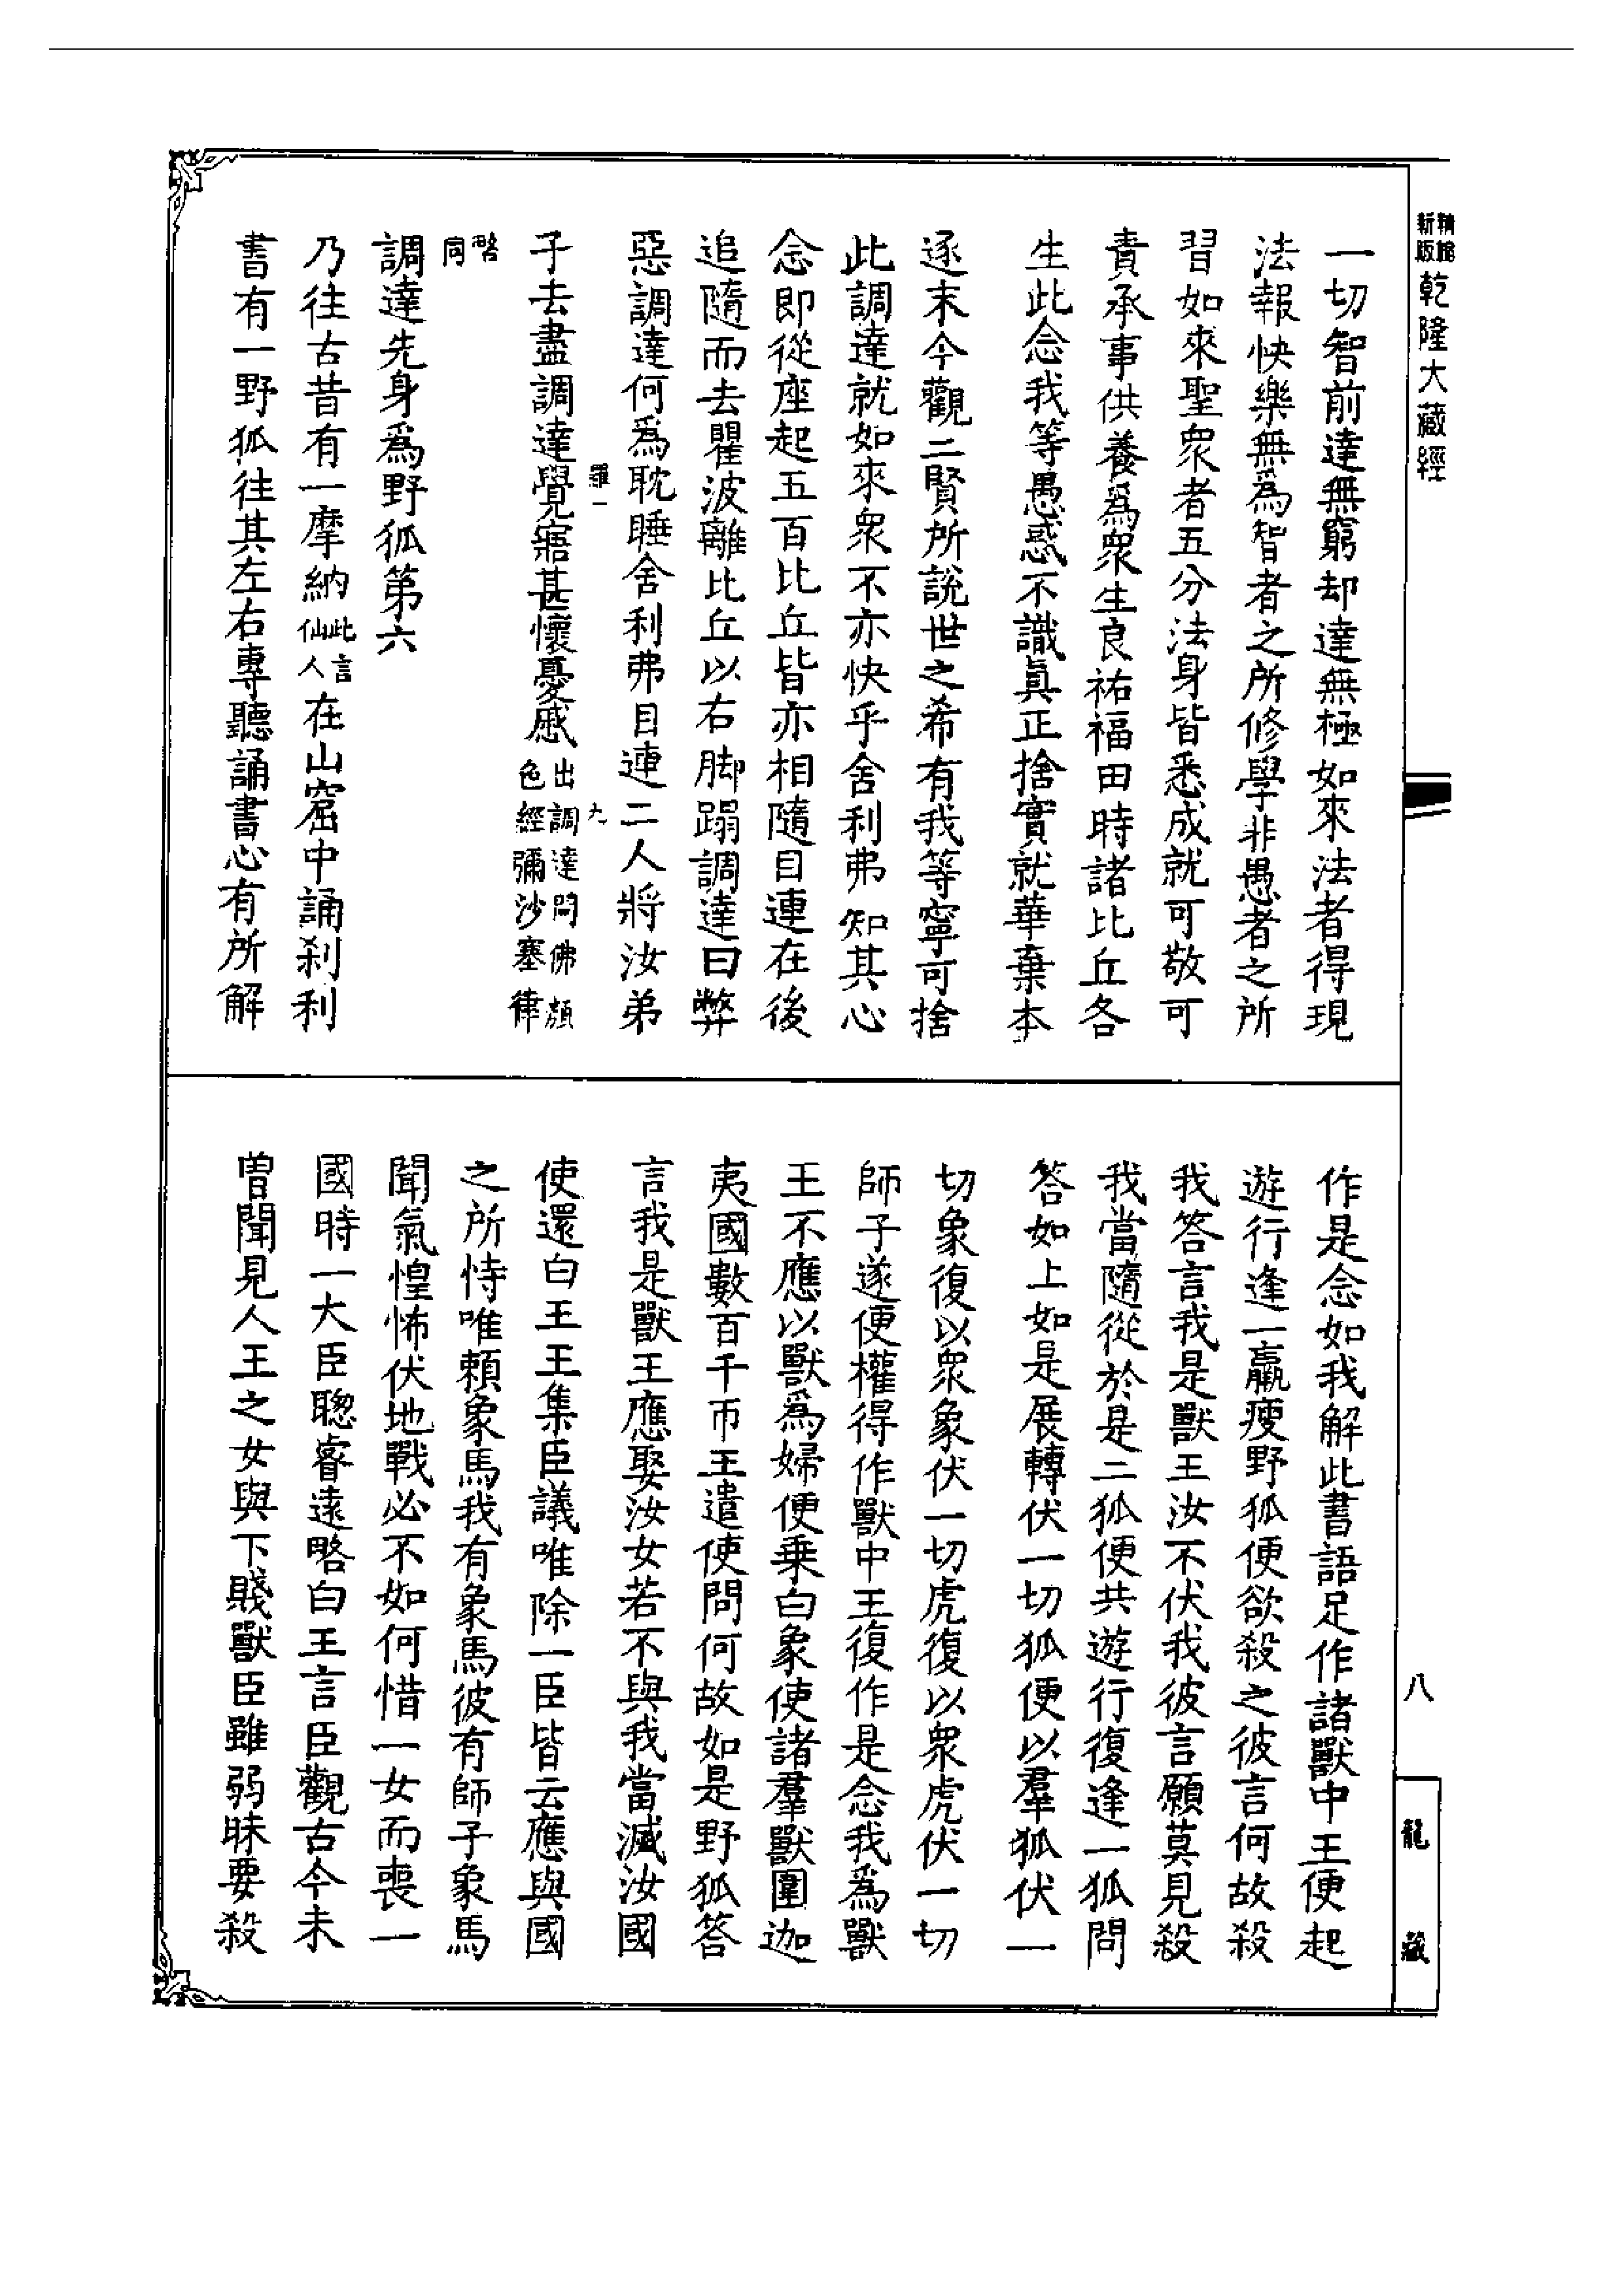 精館
新版
乾隆大藏經
一切智前達無窮却達無極如來法者得現
法報快樂無為智者之所修學非愚者之所
習如來聖衆者五分法身皆悉成就可敬可
責承事供養為衆生良祐福田時諸比丘各
生此念我等愚惑不識眞正捨實就華棄本
逐末今觀二賢所説世之希有我等寧可捨
此調達就如來衆不亦快乎舍利弗知其心
念即從座起五百比丘皆亦相隨目連在後
追隨而去瞿波離比丘以右脚蹋調達曰弊
惡調達何為耽睡舍利弗目連二人將汝弟
羅一
九
子去盡調達覺寤甚懷憂慼出調達問佛顔色經彌沙塞律
畧同
調達先身為野狐第六
乃往古昔有一摩納此言仙人在山窟中誦刹利
書有一野狐往其左右專聽誦書心有所解
八
龍藏
作是念如我解此書語足作諸獸中王便起
遊行逢一羸瘦野狐便欲殺之彼言何故殺
我答言我是獸王汝不伏我彼言願莫見殺
我當隨從於是二狐便共遊行復逢一狐問
答如上如是展轉伏一切狐便以羣狐伏一
切象復以衆象伏一切虎復以衆虎伏一切
師子遂便權得作獸中王復作是念我為獸
王不應以獸為婦便乗白象使諸羣獸圍迦
夷國數百千帀王遣使問何故如是野狐答
言我是獸王應娶汝女若不與我當滅汝國
使還白王王集臣議唯除一臣皆云應與國
之所恃唯賴象馬我有象馬彼有師子象馬
聞氣惶怖伏地戰必不如何惜一女而喪一
國時一大臣聰睿遠略白王言臣觀古今未
曽聞見人王之女與下賤獸臣雖弱昧要殺